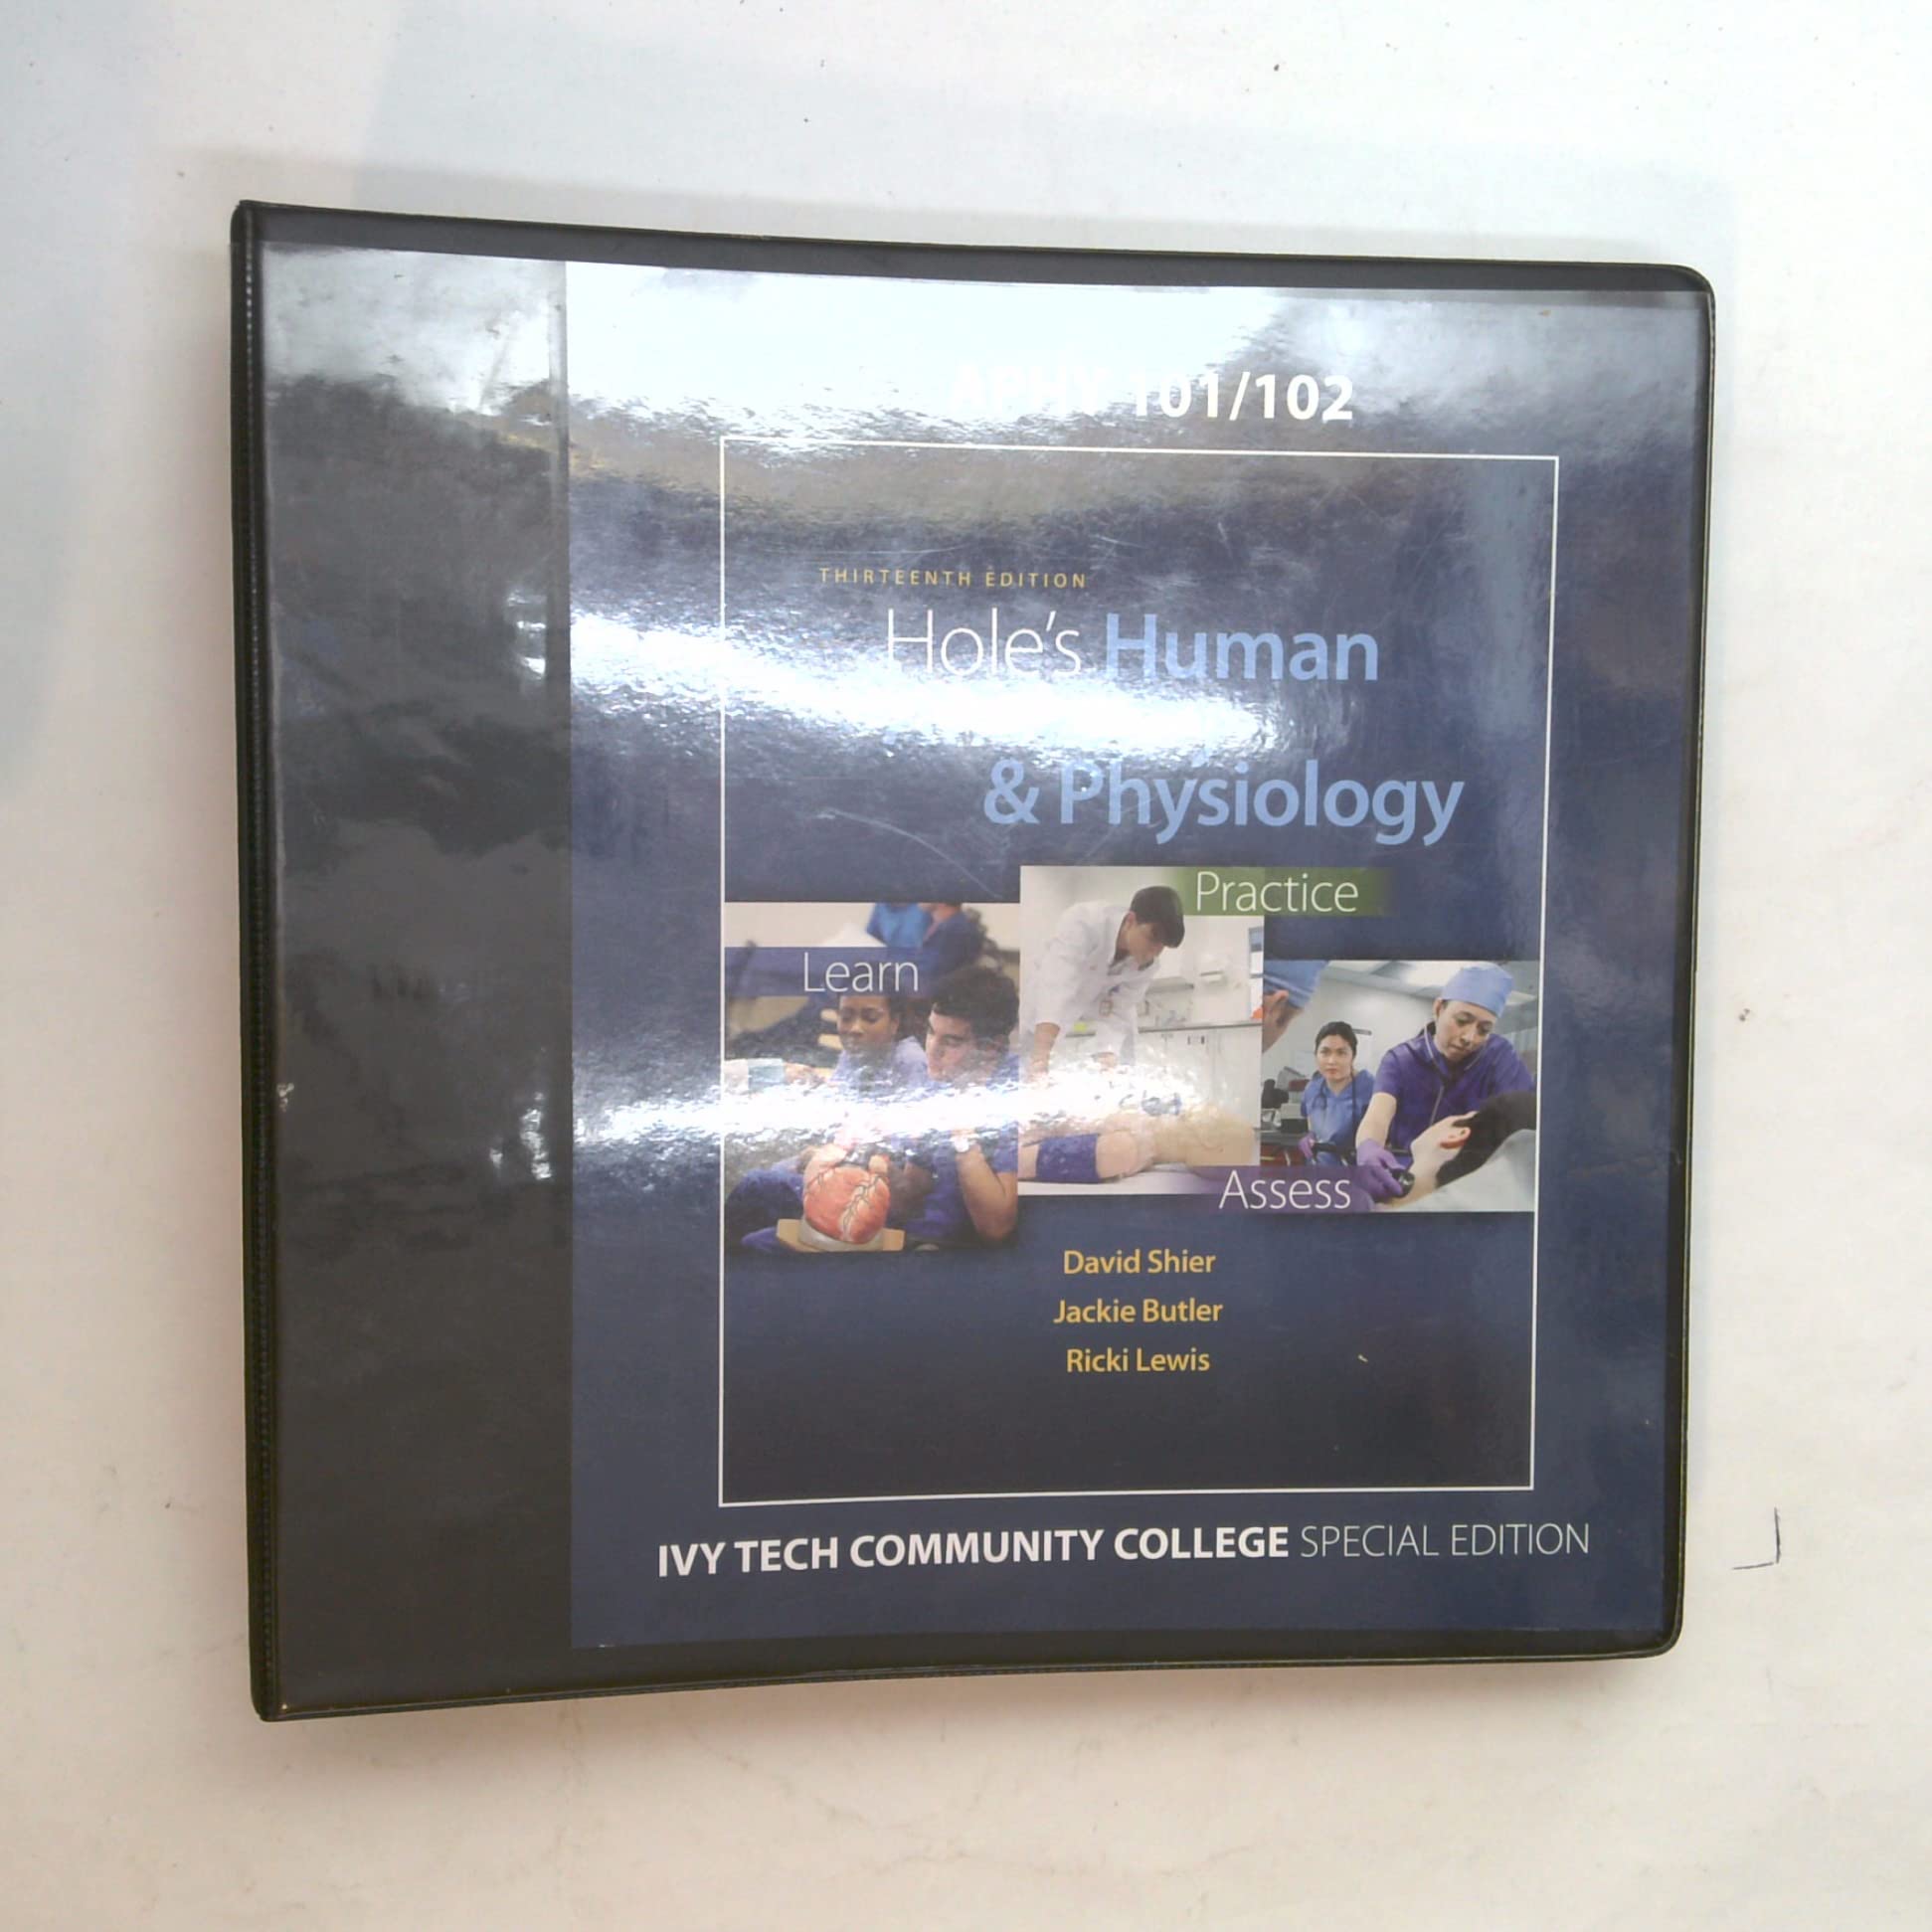 APHY 101/102
THIRTEENTH EDITION
Hole's Human
& Physiology
Practice
Learn
Assess
David Shier
Jackie Butler
Ricki Lewis
IVY TECH COMMUNITY COLLEGE SPECIAL EDITION